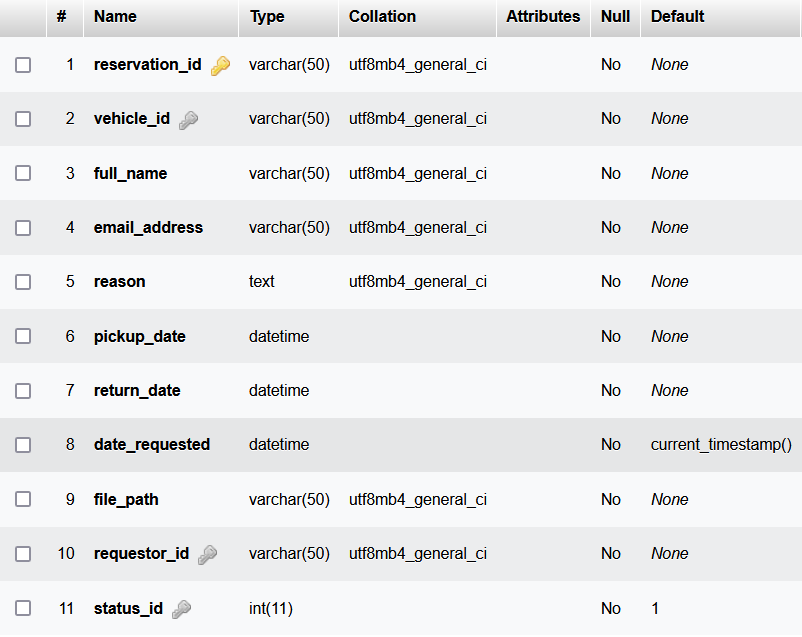 # Name Type Collation Attributes Null Default
1 reservation_id varchar(50) utf8mb4_general_ci No None
2 vehicle_id varchar(50) utf8mb4_general_ci No None
3 full_name varchar(50) utf8mb4_general_ci No None
4 email_address varchar(50) utf8mb4_general_ci No None
5 reason text utf8mb4_general_ci No None
6 pickup_date datetime No None
7 return_date datetime No None
8 date_requested datetime No current_timestamp()
9 file_path varchar(50) utf8mb4_general_ci No None
10 requestor_id varchar(50) utf8mb4_general_ci No None
11 status_id int(11) No 1